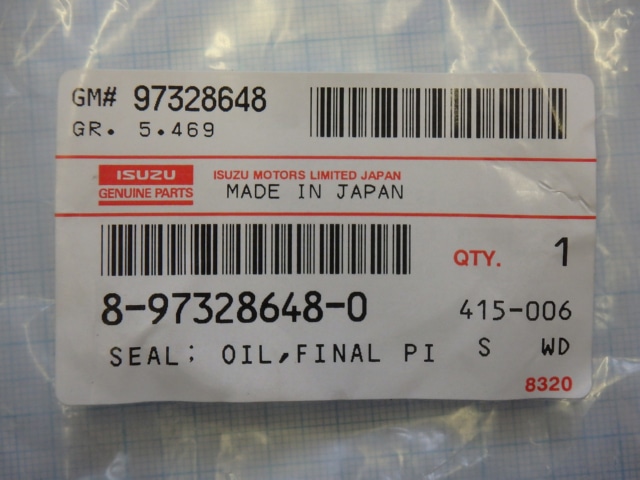 GM# 97328648
GR. 5.469
ISUZU
GENUINE PARTS
ISUZU MOTORS LIMITED JAPAN
MADE IN JAPAN
QTY. 1
8-97328648-0 415-006
SEAL; OIL,FINAL PI S WD
8320